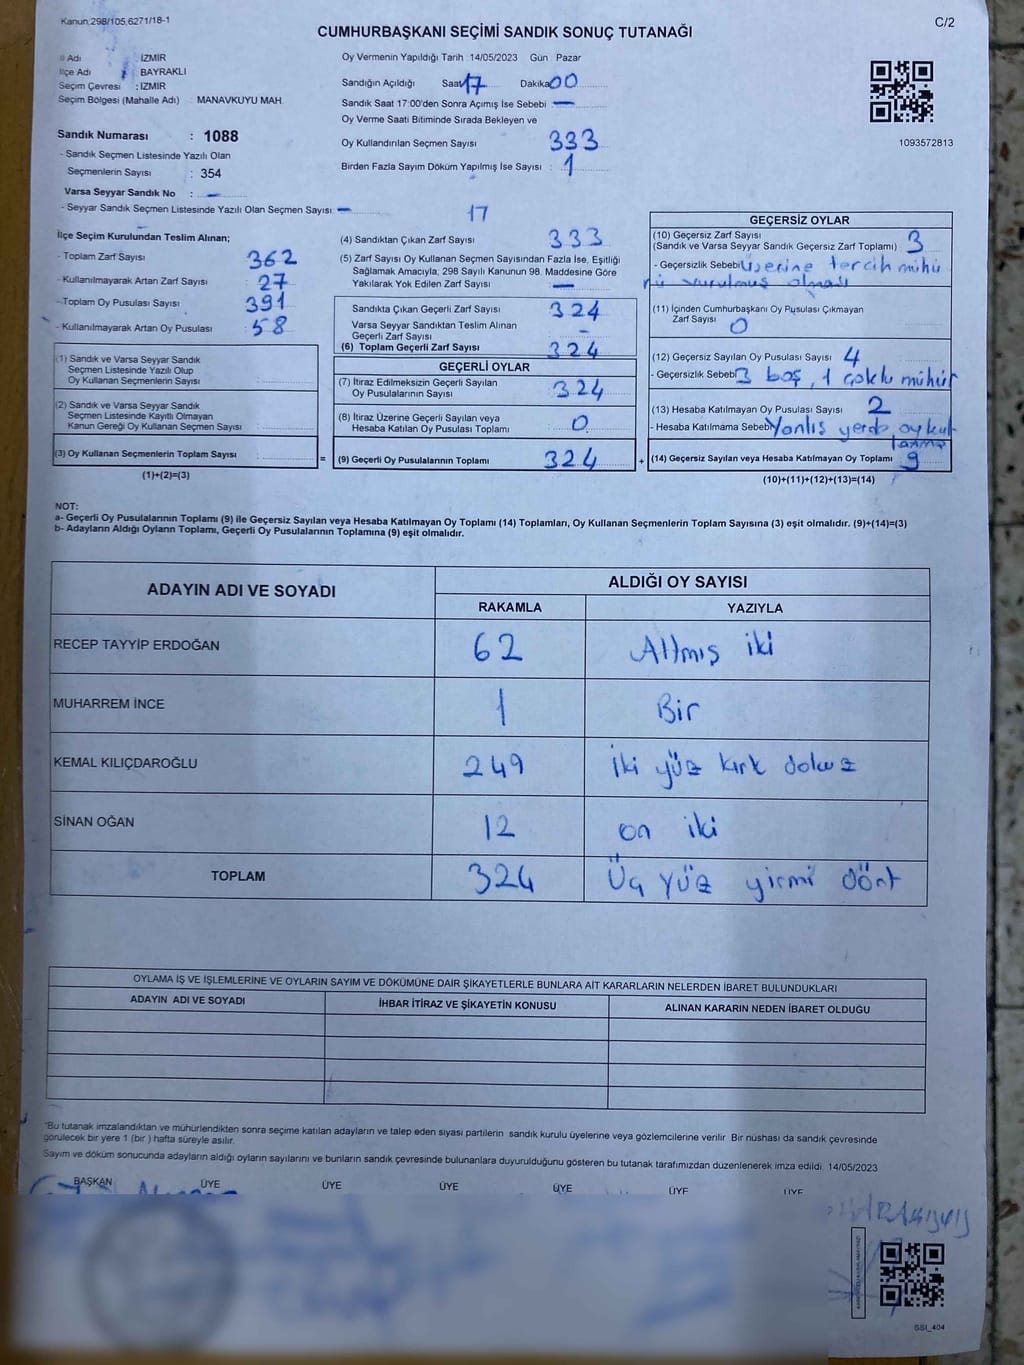 Kanun,298/105,6271/18-1
C/2
CUMHURBAŞKANI SEÇİMİ SANDIK SONUÇ TUTANAĞI
İl Adı : İZMİR
İlçe Adı : BAYRAKLI
Seçim Çevresi : İZMİR
Seçim Bölgesi (Mahalle Adı) : MANAVKUYU MAH.
Sandık Numarası : 1088
- Sandık Seçmen Listesinde Yazılı Olan
Seçmenlerin Sayısı : 354
Varsa Seyyar Sandık No : -
- Seyyar Sandık Seçmen Listesinde Yazılı Olan Seçmen Sayısı : -
Oy Vermenin Yapıldığı Tarih : 14/05/2023 Gün : Pazar
Sandığın Açıldığı Saat 17 Dakika 00
Sandık Saat 17:00'den Sonra Açımış İse Sebebi : -
Oy Verme Saati Bitiminde Sırada Bekleyen ve
Oy Kullandırılan Seçmen Sayısı : 333
Birden Fazla Sayım Döküm Yapılmış İse Sayısı : 1
17
1093572813
İlçe Seçim Kurulundan Teslim Alınan;
- Toplam Zarf Sayısı : 362
- Kullanılmayarak Artan Zarf Sayısı : 27
- Toplam Oy Pusulası Sayısı : 391
- Kullanılmayarak Artan Oy Pusulası : 58
(1) Sandık ve Varsa Seyyar Sandık
Seçmen Listesinde Yazılı Olup
Oy Kullanan Seçmenlerin Sayısı :
(2) Sandık ve Varsa Seyyar Sandık
Seçmen Listesinde Kayıtlı Olmayan
Kanun Gereği Oy Kullanan Seçmen Sayısı :
(3) Oy Kullanan Seçmenlerin Toplam Sayısı :
(1)+(2)=(3)
=
(4) Sandıktan Çıkan Zarf Sayısı : 333
(5) Zarf Sayısı Oy Kullanan Seçmen Sayısından Fazla İse, Eşitliği
Sağlamak Amacıyla, 298 Sayılı Kanunun 98. Maddesine Göre
Yakılarak Yok Edilen Zarf Sayısı : -
Sandıkta Çıkan Geçerli Zarf Sayısı : 324
Varsa Seyyar Sandıktan Teslim Alınan
Geçerli Zarf Sayısı : -
(6) Toplam Geçerli Zarf Sayısı : 324
GEÇERLİ OYLAR
(7) İtiraz Edilmeksizin Geçerli Sayılan
Oy Pusulasının Sayısı : 324
(8) İtiraz Üzerine Geçerli Sayılan veya
Hesaba Katılan Oy Pusulası Toplamı : 0
(9) Geçerli Oy Pusulalarının Toplamı : 324
+
GEÇERSİZ OYLAR
(10) Geçersiz Zarf Sayısı
(Sandık ve Varsa Seyyar Sandık Geçersiz Zarf Toplamı) : 3
- Geçersizlik Sebebi : Üzerine tercih mühü
rü vurulmuş olması
(11) İçinden Cumhurbaşkanı Oy Pusulası Çıkmayan
Zarf Sayısı : 0
(12) Geçersiz Sayılan Oy Pusulası Sayısı : 4
- Geçersizlik Sebebi : 3 boş, 1 çoklu mühür
(13) Hesaba Katılmayan Oy Pusulası Sayısı : 2
- Hesaba Katılmama Sebebi : Yanlış yerde oy kul
lanma
(14) Geçersiz Sayılan veya Hesaba Katılmayan Oy Toplamı : 9
(10)+(11)+(12)+(13)=(14)
NOT:
a- Geçerli Oy Pusulalarının Toplamı (9) ile Geçersiz Sayılan veya Hesaba Katılmayan Oy Toplamı (14) Toplamları, Oy Kullanan Seçmenlerin Toplam Sayısına (3) eşit olmalıdır. (9)+(14)=(3)
b- Adayların Aldığı Oyların Toplamı, Geçerli Oy Pusulalarının Toplamına (9) eşit olmalıdır.
ADAYIN ADI VE SOYADI
ALDIĞI OY SAYISI
RAKAMLA YAZIYLA
RECEP TAYYİP ERDOĞAN 62 Altmış iki
MUHARREM İNCE 1 Bir
KEMAL KILIÇDAROĞLU 249 İki yüz kırk dokuz
SİNAN OĞAN 12 on iki
TOPLAM 324 Üç yüz yirmi dört
OYLAMA İŞ VE İŞLEMLERİNE VE OYLARIN SAYIM VE DÖKÜMÜNE DAİR ŞİKAYETLERLE BUNLARA AİT KARARLARIN NELERDEN İBARET BULUNDUKLARI
ADAYIN ADI VE SOYADI İHBAR İTİRAZ VE ŞİKAYETİN KONUSU ALINAN KARARIN NEDEN İBARET OLDUĞU
*Bu tutanak imzalandıktan ve mühürlendikten sonra seçime katılan adayların ve talep eden siyasi partilerin sandık kurulu üyelerine veya gözlemcilerine verilir. Bir nüshası da sandık çevresinde
görülecek bir yere 1 (bir ) hafta süreyle asılır.
Sayım ve döküm sonucunda adayların aldığı oyların sayılarını ve bunların sandık çevresinde bulunanlara duyurulduğunu gösteren bu tutanak tarafımızdan düzenlenerek imza edildi. 14/05/2023
BAŞKAN ÜYE ÜYE ÜYE ÜYE ÜYE ÜYE
SSI_404